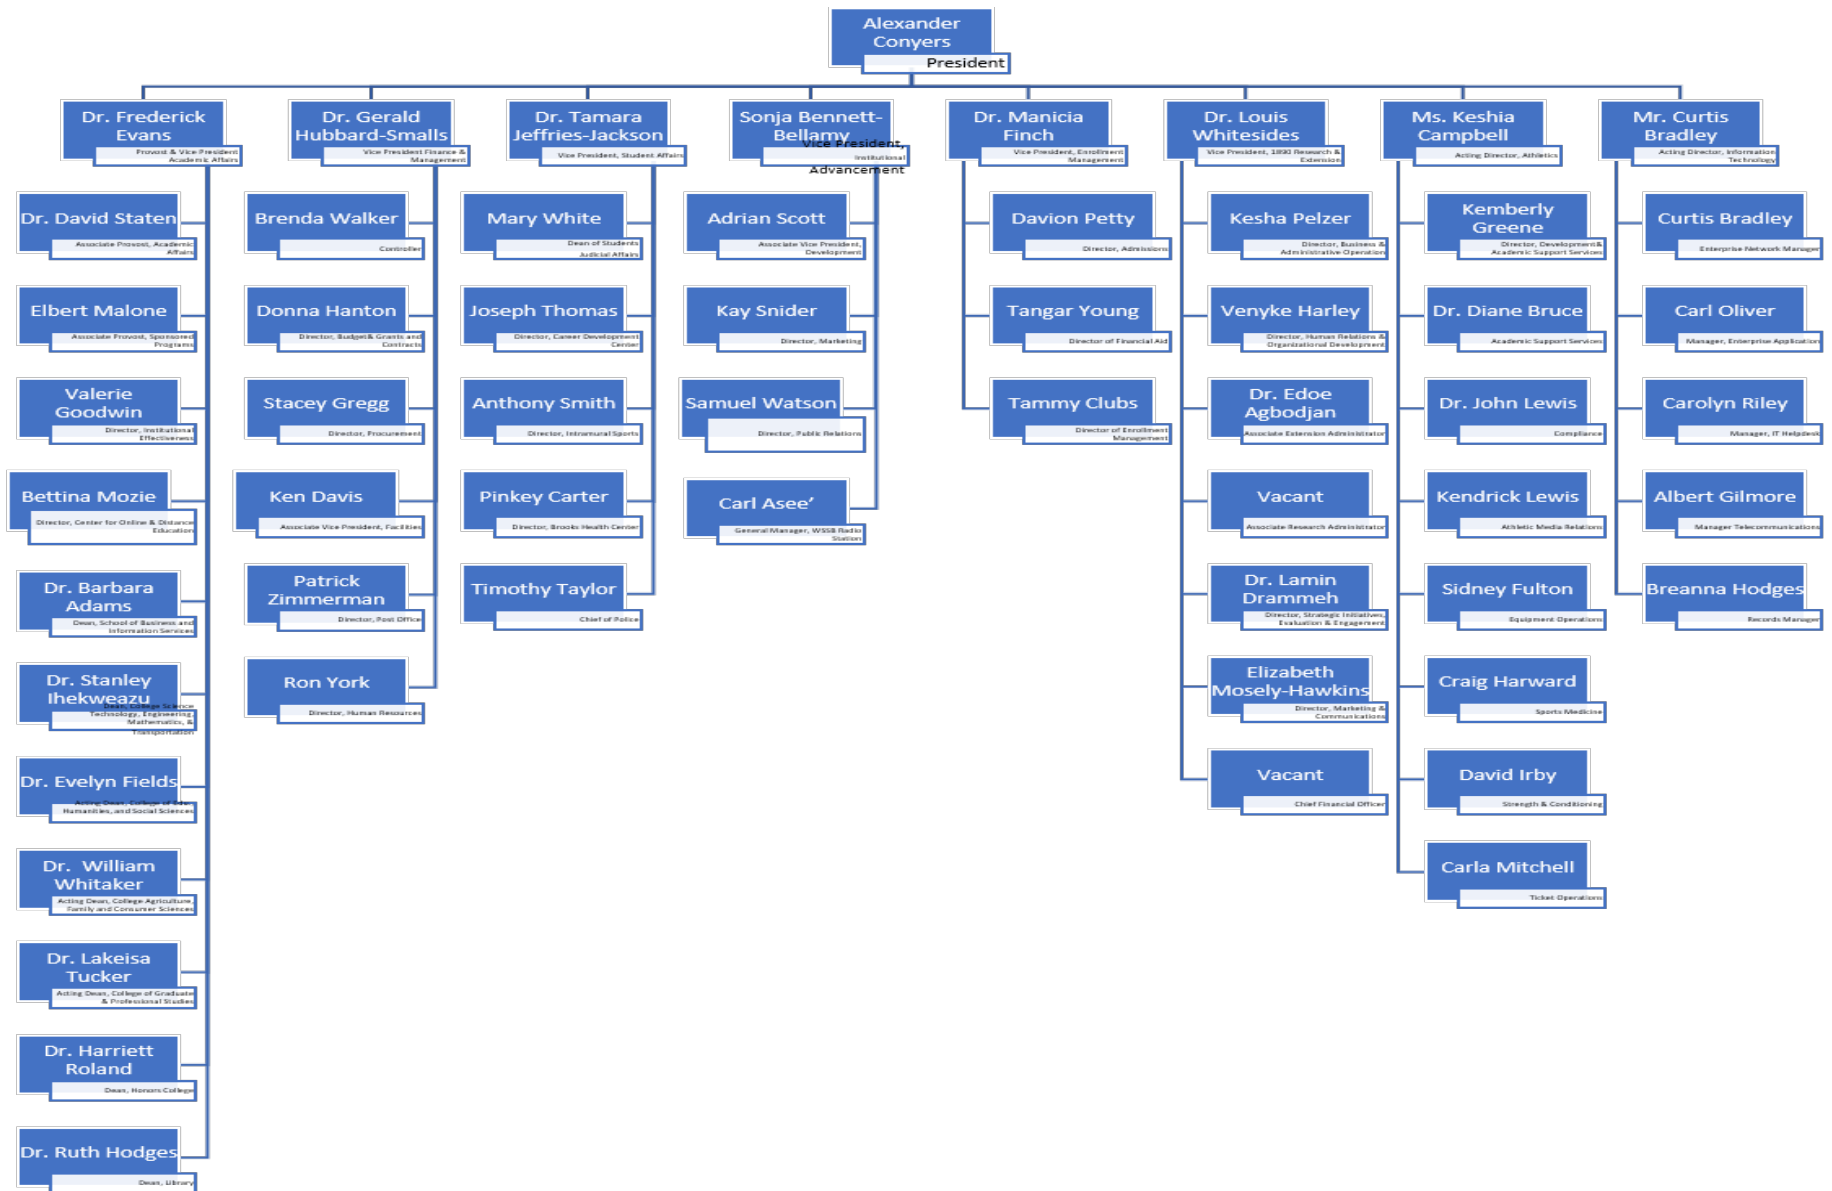 Alexander
Conyers
President
Dr. Frederick
Evans
Provost & Vice President
Academic Affairs
Dr. Gerald
Hubbard-Smalls
Vice President Finance &
Management
Dr. Tamara
Jeffries-Jackson
Vice President, Student Affairs
Sonja Bennett-
Bellamy
Vice President,
Institutional
Advancement
Dr. Manicia
Finch
Vice President, Enrollment
Management
Dr. Louis
Whitesides
Vice President, 1890 Research &
Extension
Ms. Keshia
Campbell
Acting Director, Athletics
Mr. Curtis
Bradley
Acting Director, Information
Technology
Dr. David Staten
Associate Provost, Academic
Affairs
Elbert Malone
Associate Provost, Sponsored
Programs
Valerie
Goodwin
Director, Institutional
Effectiveness
Bettina Mozie
Director, Center for Online & Distance
Education
Dr. Barbara
Adams
Dean, School of Business and
Information Services
Dr. Stanley
Ihekweazu
Dean, College Science
Technology, Engineering,
Mathematics, &
Transportation
Dr. Evelyn Fields
Acting Dean, College of Edu.
Humanities, and Social Sciences
Dr. William
Whitaker
Acting Dean, College Agriculture,
Family and Consumer Sciences
Dr. Lakeisa
Tucker
Acting Dean, College of Graduate
& Professional Studies
Dr. Harriett
Roland
Dean, Honors College
Dr. Ruth Hodges
Dean, Library
Brenda Walker
Controller
Donna Hanton
Director, Budget& Grants and
Contracts
Stacey Gregg
Director, Procurement
Ken Davis
Associate Vice President, Facilities
Patrick
Zimmerman
Director, Post Office
Ron York
Director, Human Resources
Mary White
Dean of Students
Judicial Affairs
Joseph Thomas
Director, Career Development
Center
Anthony Smith
Director, Intramural Sports
Pinkey Carter
Director, Brooks Health Center
Timothy Taylor
Chief of Police
Adrian Scott
Associate Vice President,
Development
Kay Snider
Director, Marketing
Samuel Watson
Director, Public Relations
Carl Asee’
General Manager, WSSB Radio
Station
Davion Petty
Director, Admissions
Tangar Young
Director of Financial Aid
Tammy Clubs
Director of Enrollment
Management
Kesha Pelzer
Director, Business &
Administrative Operation
Venyke Harley
Director, Human Relations &
Organizational Development
Dr. Edoe
Agbodjan
Associate Extension Administrator
Vacant
Associate Research Administrator
Dr. Lamin
Drammeh
Director, Strategic Initiatives,
Evaluation & Engagement
Elizabeth
Mosely-Hawkins
Director, Marketing &
Communications
Vacant
Chief Financial Officer
Kemberly
Greene
Director, Development&
Academic Support Services
Dr. Diane Bruce
Academic Support Services
Dr. John Lewis
Compliance
Kendrick Lewis
Athletic Media Relations
Sidney Fulton
Equipment Operations
Craig Harward
Sports Medicine
David Irby
Strength & Conditioning
Carla Mitchell
Ticket Operations
Curtis Bradley
Enterprise Network Manager
Carl Oliver
Manager, Enterprise Application
Carolyn Riley
Manager, IT Helpdesk
Albert Gilmore
Manager Telecommunications
Breanna Hodges
Records Manager